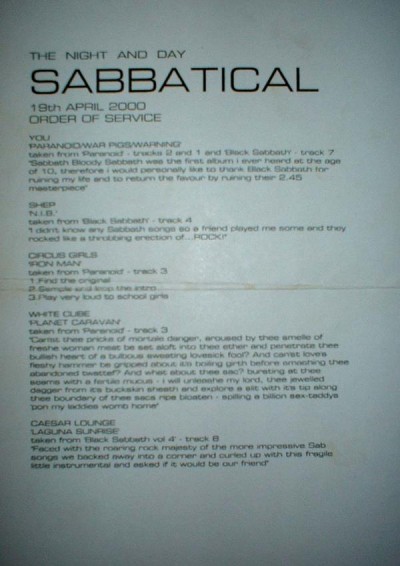 THE NIGHT AND DAY
SABBATICAL
19th APRIL 2000
ORDER OF SERVICE
YOU
'PARANOID/WAR PIGS/WARNING'
taken from 'Paranoid' - tracks 2 and 1 and 'Black Sabbath' - track 7
'Sabbath Bloody Sabbath was the first album i ever heard at the age
of 10, therefore i would personally like to thank Black Sabbath for
ruining my life and to return the favour by ruining their 2.45
masterpiece'
SHEP
'N.I.B.'
taken from 'Black Sabbath' - track 4
'I didn't know any Sabbath songs so a friend played me some and they
rocked like a throbbing erection of...ROCK!'
CIRCUS GIRLS
'IRON MAN'
taken from 'Paranoid' - track 3
1.Find the original
2.Sample and loop the intro
3.Play very loud to school girls
WHITE CUBE
'PLANET CARAVAN'
taken from 'Paranoid' - track 3
'Canst thee pricks of mortals danger, aroused by thee smells of
freshe woman meat be set aloft into thee ether and penetrate thee
bullish heart of a bulbous sweating lovesick fool? And canst love's
fleshy hammer be gripped about it's boiling girth before smashing thee
abandoned twattef? And what about thee sac? bursting at thee
seams with a fertile mucus - i will unleashe my lord, thee jewelled
dagger from it's buckskin sheath and explore a slit with it's tip along
thee boundary of thee sacs ripe bloaten - spilling a billion sex-teddys
'pon my laddies womb home'
CAESAR LOUNGE
'LAGUNA SUNRISE'
taken from 'Black Sabbath vol 4' - track 8
'Faced with the roaring rock majesty of the more impressive Sab
songs we backed away into a corner and curled up with this fragile
little instrumental and asked if it would be our friend'